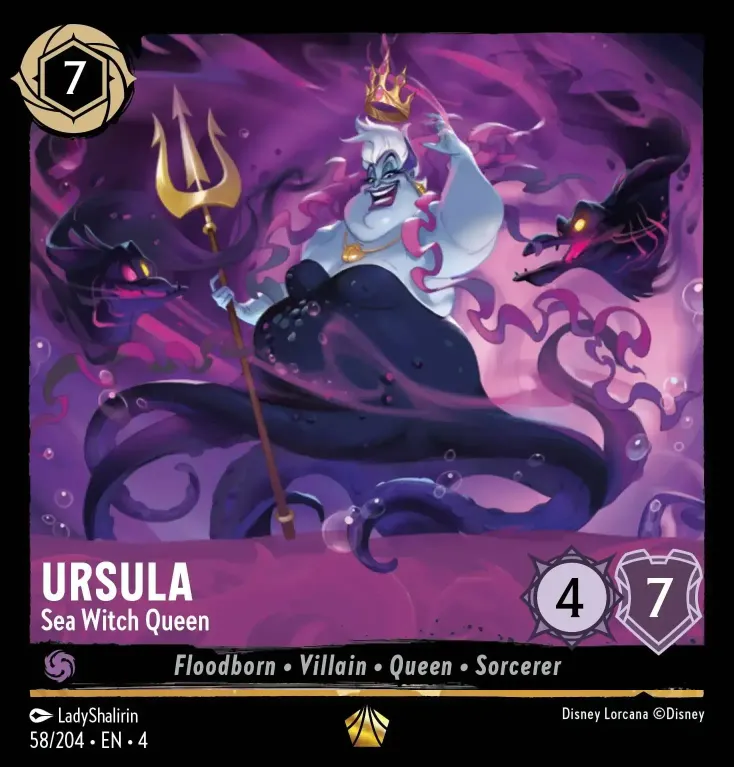 7
URSULA
Sea Witch Queen
4
7
Floodborn • Villain • Queen • Sorcerer
LadyShalirin
Disney Lorcana ©Disney
58/204 • EN • 4